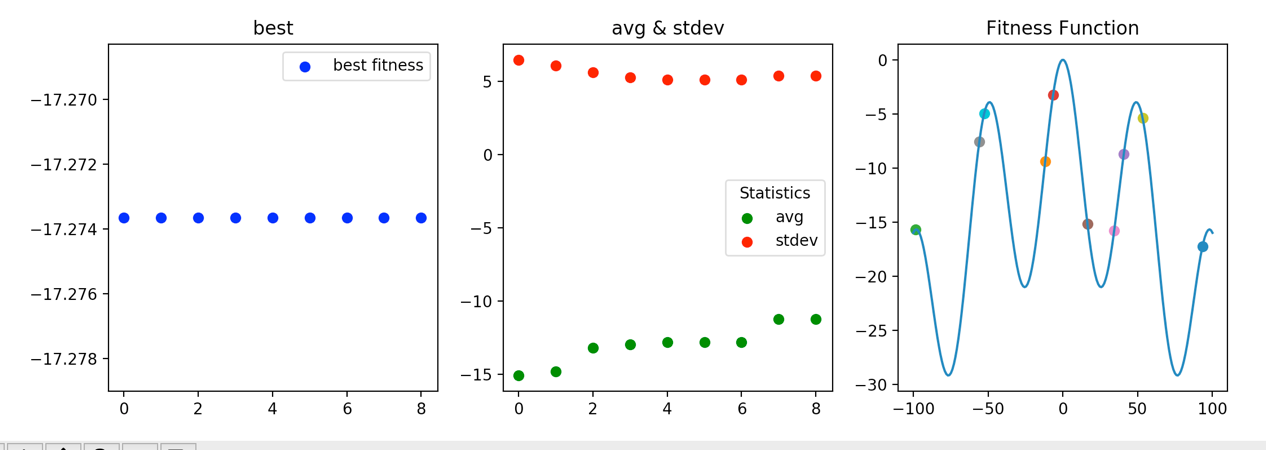 best
avg & stdev
Fitness Function
best fitness
−17.270
−17.272
−17.274
−17.276
−17.278
0 2 4 6 8
5
0
−5
−10
−15
Statistics
avg
stdev
0 2 4 6 8
0
−5
−10
−15
−20
−25
−30
−100 −50 0 50 100